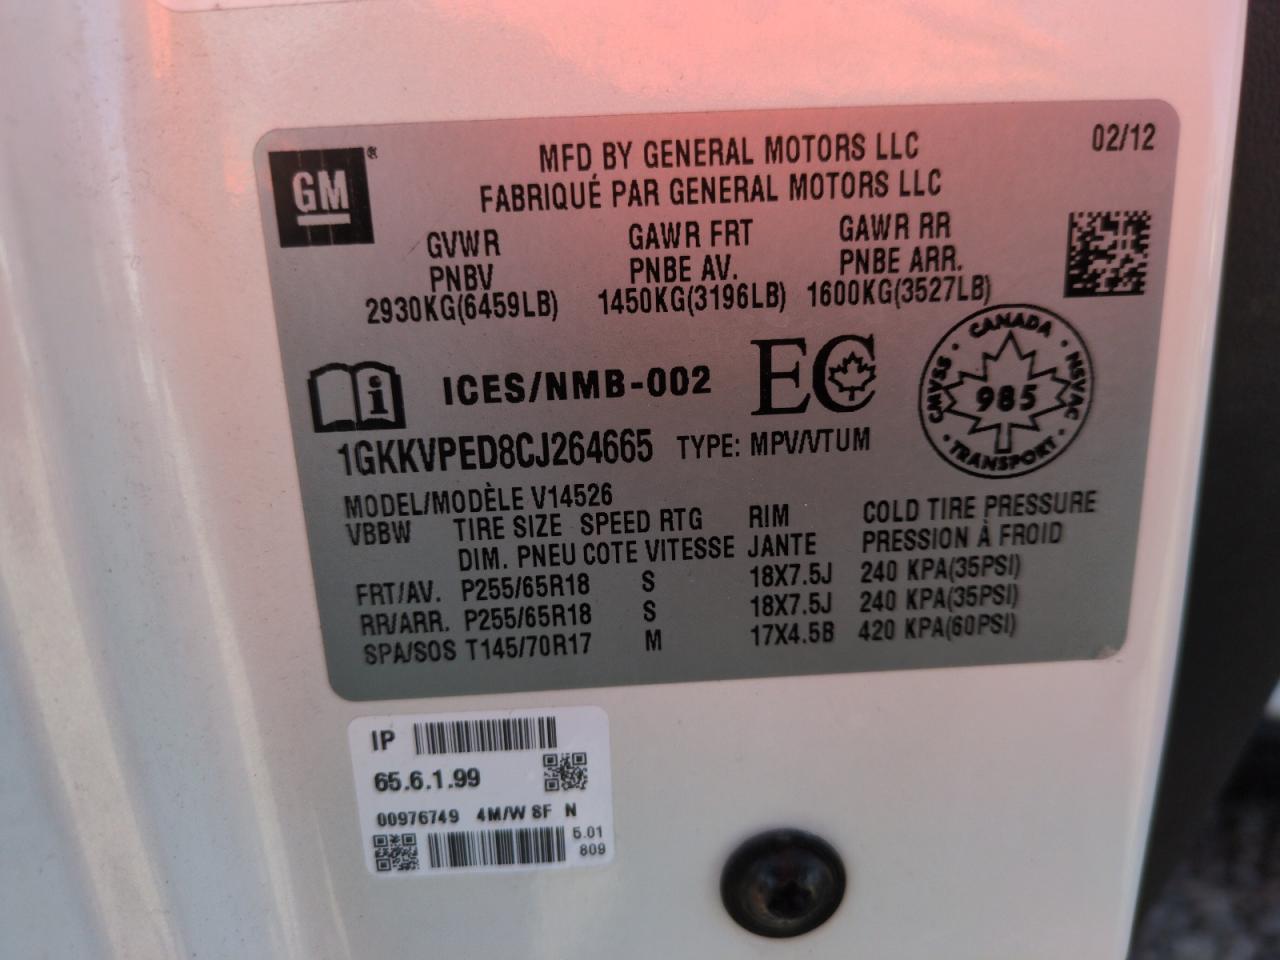 GM®
MFD BY GENERAL MOTORS LLC
02/12
FABRIQUÉ PAR GENERAL MOTORS LLC
GVWR GAWR FRT GAWR RR
PNBV PNBE AV. PNBE ARR.
2930KG(6459LB) 1450KG(3196LB) 1600KG(3527LB)
ICES/NMB-002 EC
CANADA
CMVSS 985 NSVAC
TRANSPORT
1GKKVPED8CJ264665 TYPE: MPV/VTUM
MODEL/MODÈLE V14526
VBBW TIRE SIZE SPEED RTG RIM COLD TIRE PRESSURE
DIM. PNEU COTE VITESSE JANTE PRESSION À FROID
FRT/AV. P255/65R18 S 18X7.5J 240 KPA(35PSI)
RR/ARR. P255/65R18 S 18X7.5J 240 KPA(35PSI)
SPA/SOS T145/70R17 M 17X4.5B 420 KPA(60PSI)
IP
65.6.1.99
00976749 4M/W SF N
5.01
809